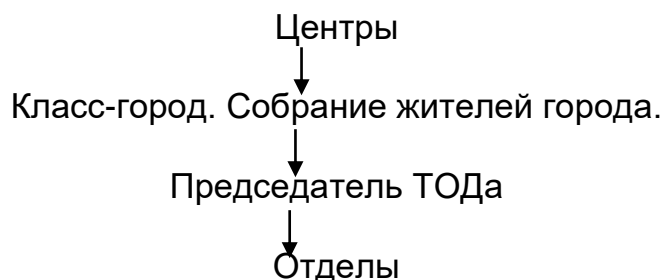 Центры
Класс-город. Собрание жителей города.
Председатель ТОДа
Отделы